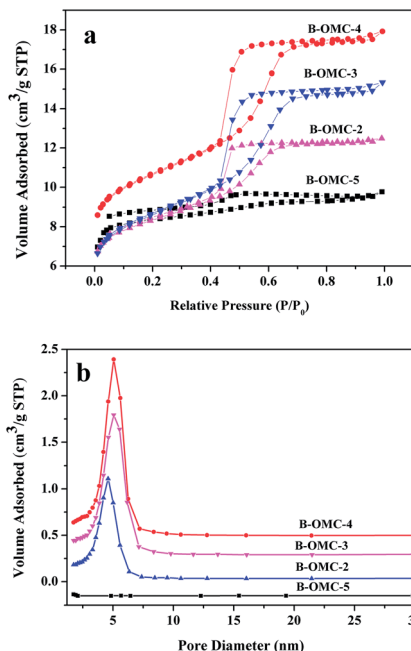 a
B-OMC-4
B-OMC-3
B-OMC-2
B-OMC-5
18
16
14
12
10
8
6
0.0 0.2 0.4 0.6 0.8 1.0
Volume Adsorbed (cm³/g STP)
Relative Pressure (P/P₀)
b
2.5
2.0
1.5
1.0
0.5
0.0
B-OMC-4
B-OMC-3
B-OMC-2
B-OMC-5
5 10 15 20 25 30
Volume Adsorbed (cm³/g STP)
Pore Diameter (nm)